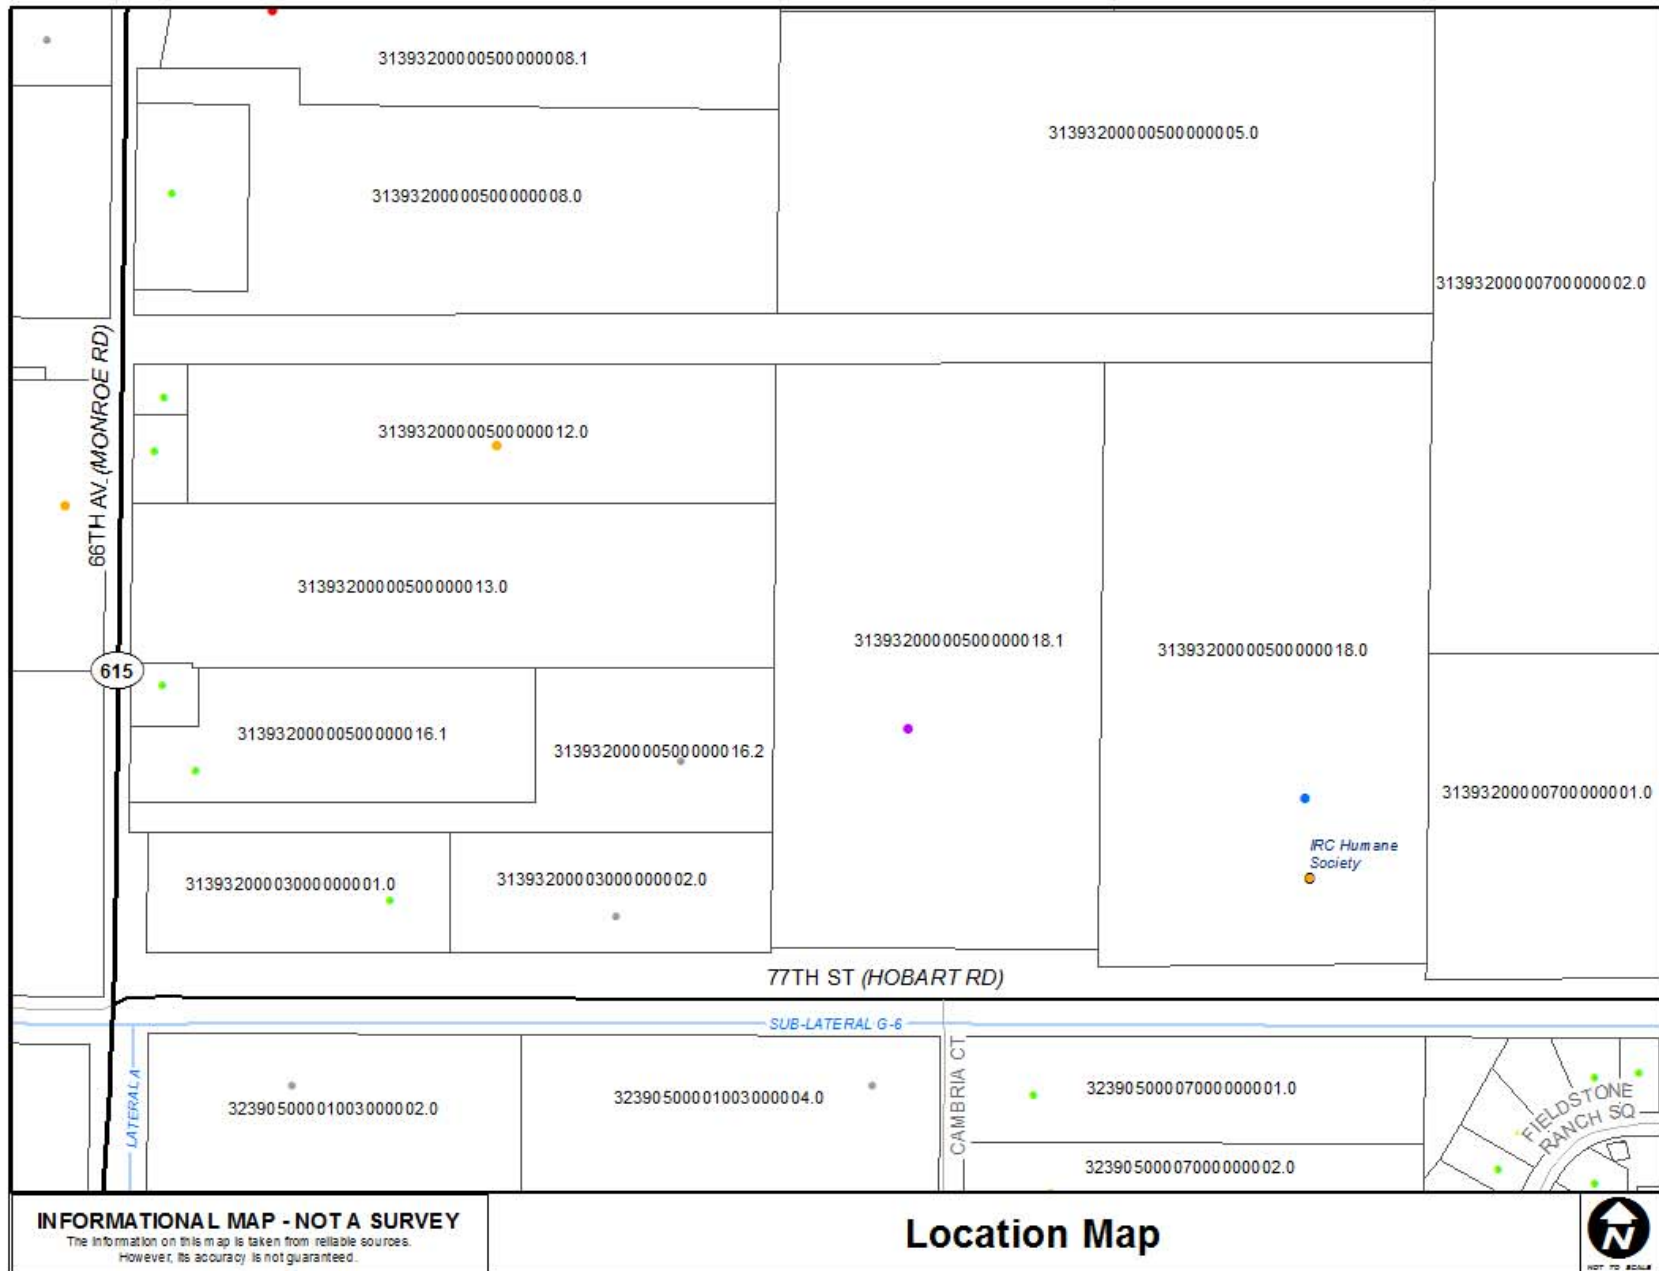 31393200000500000008.1
31393200000500000005.0
31393200000500000008.0
31393200000700000002.0
66TH AV. (MONROE RD)
31393200000500000012.0
31393200000500000013.0
615
31393200000500000018.1
31393200000500000018.0
31393200000500000016.1
31393200000500000016.2
31393200000700000001.0
IRC Humane
Society
31393200003000000001.0
31393200003000000002.0
77TH ST (HOBART RD)
SUB-LATERAL G-6
LATERAL A
32390500001003000002.0
32390500001003000004.0
CAMBRIA CT
32390500007000000001.0
32390500007000000002.0
FIELDSTONE
RANCH SQ
INFORMATIONAL MAP - NOT A SURVEY
The information on this map is taken from reliable sources.
However, its accuracy is not guaranteed.
Location Map
N
NOT TO SCALE